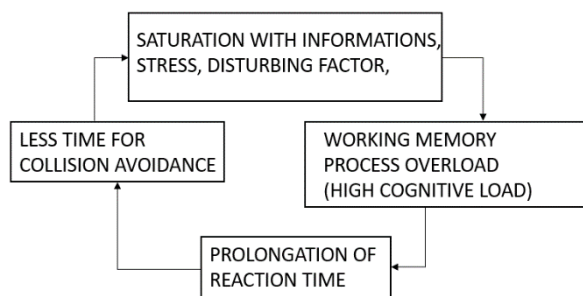 SATURATION WITH INFORMATIONS,
STRESS, DISTURBING FACTOR,
LESS TIME FOR
COLLISION AVOIDANCE
WORKING MEMORY
PROCESS OVERLOAD
(HIGH COGNITIVE LOAD)
PROLONGATION OF
REACTION TIME